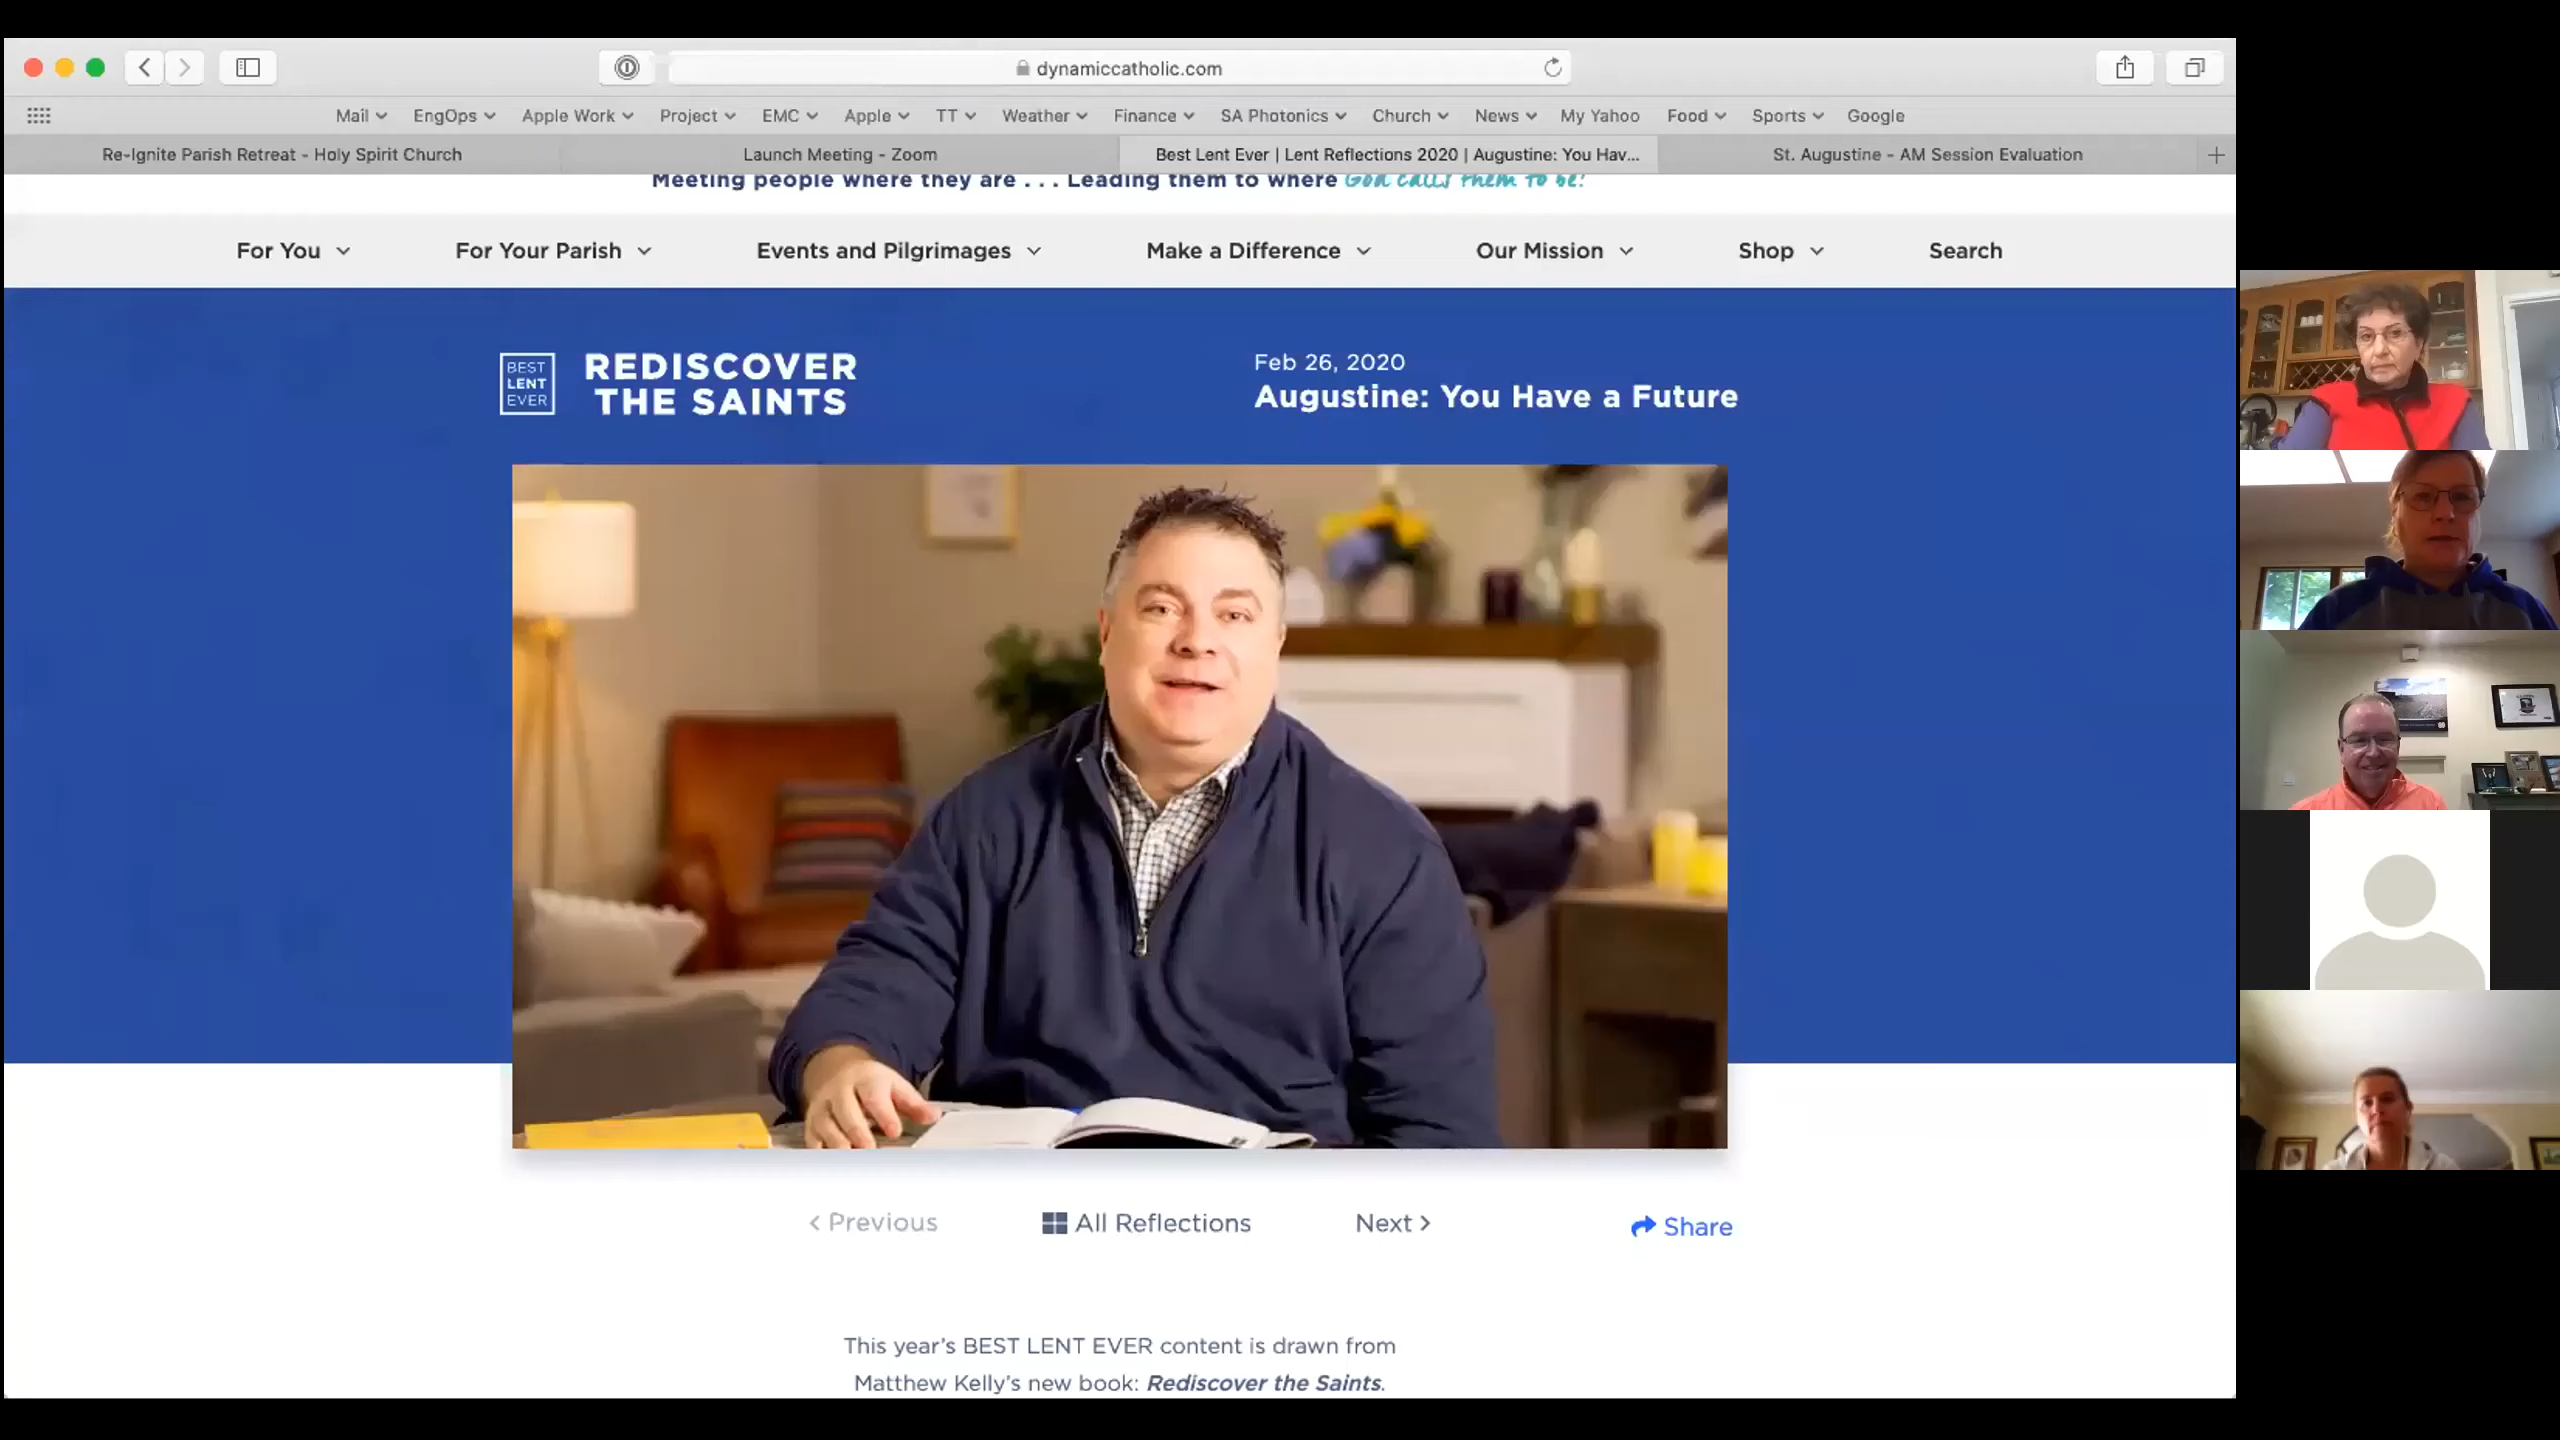 dynamiccatholic.com
Mail EngOps Apple Work Project EMC Apple TT Weather Finance SA Photonics Church News My Yahoo Food Sports Google
Re-Ignite Parish Retreat - Holy Spirit Church
Launch Meeting - Zoom
Best Lent Ever | Lent Reflections 2020 | Augustine: You Hav...
St. Augustine - AM Session Evaluation
Meeting people where they are . . . Leading them to where God calls them to be!
For You
For Your Parish
Events and Pilgrimages
Make a Difference
Our Mission
Shop
Search
BEST
LENT
EVER
REDISCOVER
THE SAINTS
Feb 26, 2020
Augustine: You Have a Future
< Previous
All Reflections
Next >
Share
This year's BEST LENT EVER content is drawn from
Matthew Kelly's new book: Rediscover the Saints.